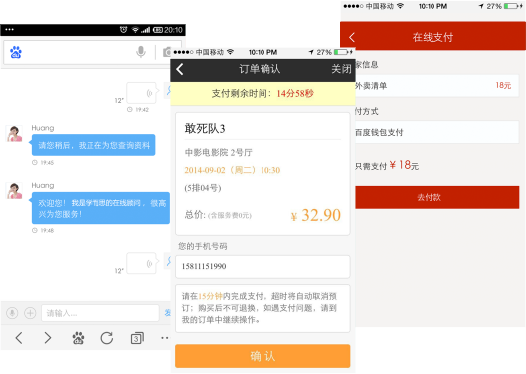 20:10
12"
19:42
Huang
请您稍后，我正在为您查询资料
19:45
Huang
欢迎您！我是学有思的在线顾问，很高
兴为您服务！
19:48
12"
请输入...
3
中国移动
10:10 PM
27%
订单确认
关闭
支付剩余时间：14分58秒
敢死队3
中影电影院 2号厅
2014-09-02（周二）10:30
(5排04号)
总价: (含服务费0元)
¥ 32.90
您的手机号码
15811151990
请在15分钟内完成支付，超时将自动取消预
订；购买后不可退换，如遇支付问题，请到
我的订单中继续操作。
确 认
中国移动
10:10 PM
27%
在线支付
家信息
外卖清单
18元
付方式
百度钱包支付
只需支付 ¥ 18元
去付款